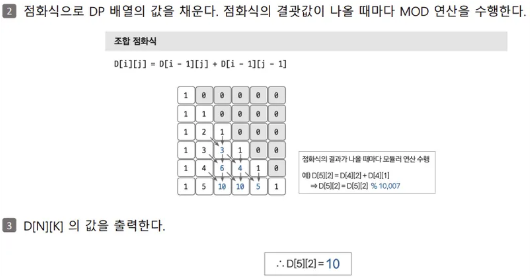 2 점화식으로 DP 배열의 값을 채운다. 점화식의 결괏값이 나올 때마다 MOD 연산을 수행한다.
조합 점화식
D[i][j] = D[i - 1][j] + D[i - 1][j - 1]
1 0 0 0 0 0
1 1 0 0 0 0
1 2 1 0 0 0
1 3 3 1 0 0
1 4 6 4 1 0
1 5 10 10 5 1
점화식의 결과가 나올 때마다 모듈러 연산 수행
예) D[5][2] = D[4][2] + D[4][1]
⇒ D[5][2] = D[5][2] % 10,007
3 D[N][K] 의 값을 출력한다.
∴ D[5][2] = 10